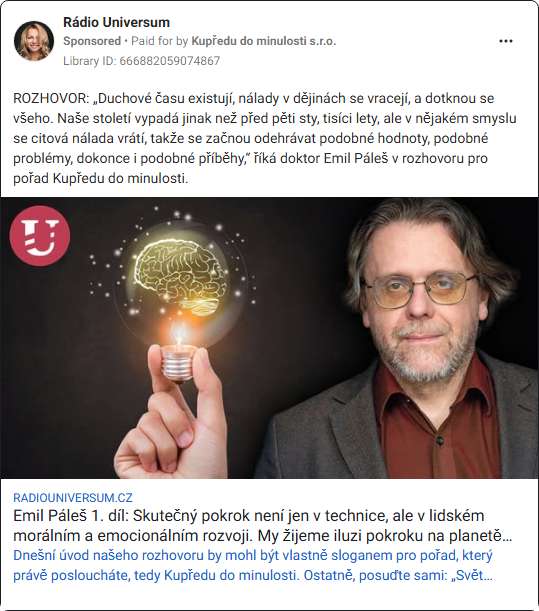 Rádio Universum
Sponsored • Paid for by Kupředu do minulosti s.r.o.
Library ID: 666882059074867
ROZHOVOR: „Duchové času existují, nálady v dějinách se vracejí, a dotknou se
všeho. Naše století vypadá jinak než před pěti sty, tisíci lety, ale v nějakém smyslu
se citová nálada vrátí, takže se začnou odehrávat podobné hodnoty, podobné
problémy, dokonce i podobné příběhy,“ říká doktor Emil Páleš v rozhovoru pro
pořad Kupředu do minulosti.
U
RADIOUNIVERSUM.CZ
Emil Páleš 1. díl: Skutečný pokrok není jen v technice, ale v lidském
morálním a emocionálním rozvoji. My žijeme iluzi pokroku na planetě…
Dnešní úvod našeho rozhovoru by mohl být vlastně sloganem pro pořad, který
právě posloucháte, tedy Kupředu do minulosti. Ostatně, posuďte sami: „Svět…